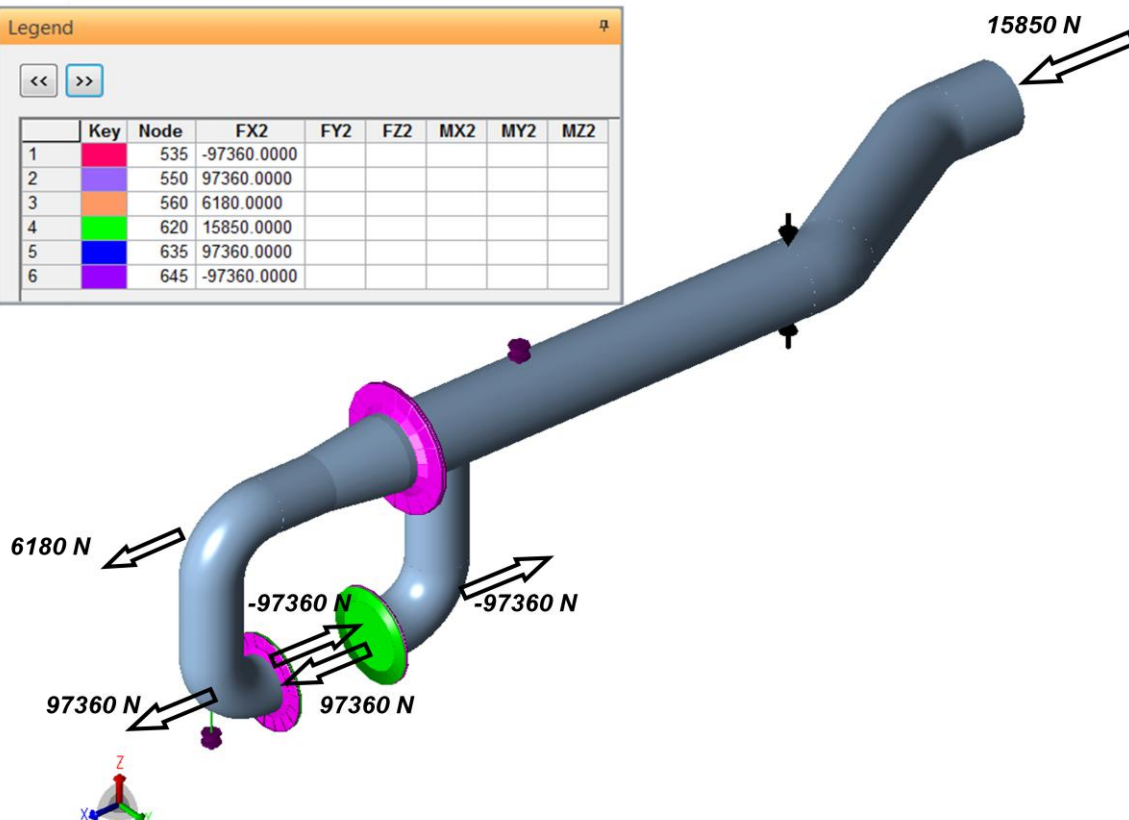 Legend
<< >>
Key Node FX2 FY2 FZ2 MX2 MY2 MZ2
1 535 -97360.0000
2 550 97360.0000
3 560 6180.0000
4 620 15850.0000
5 635 97360.0000
6 645 -97360.0000
15850 N
6180 N
-97360 N
-97360 N
97360 N
97360 N
Z
X
Y